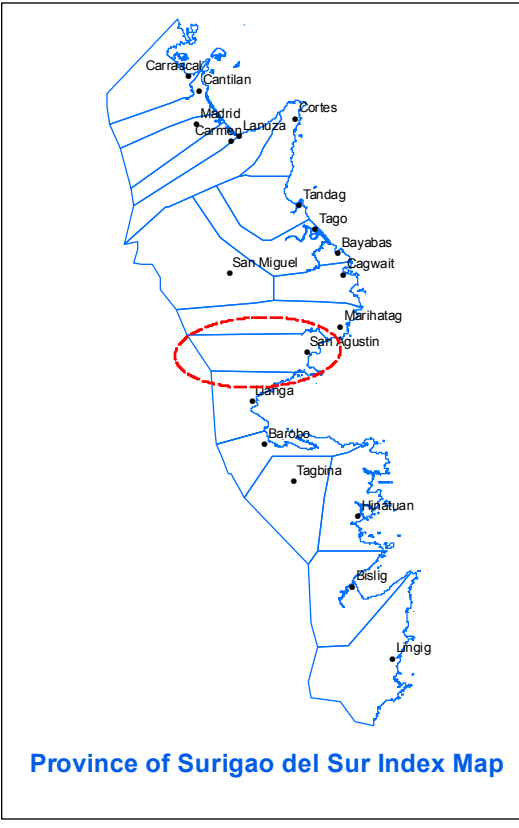 Carrascal
Cantilan
Madrid
Cortes
Lanuza
Carmen
Tandag
Tago
Bayabas
San Miguel
Cagwait
Marihatag
San Agustin
Lianga
Barobo
Tagbina
Hinatuan
Bislig
Lingig
Province of Surigao del Sur Index Map